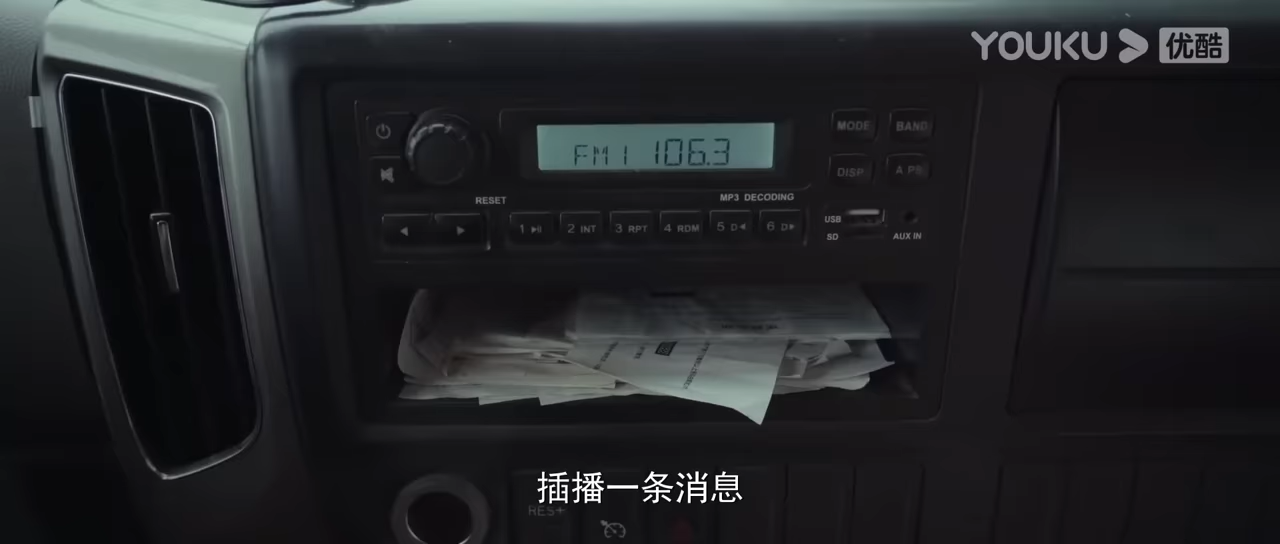 YOUKU 优酷
FM1 106.3
MODE
BAND
DISP
A.PS
RESET
MP3 DECODING
1
2 INT
3 RPT
4 RDM
5 D
6 D
USB
SD
AUX IN
插播一条消息
RES+